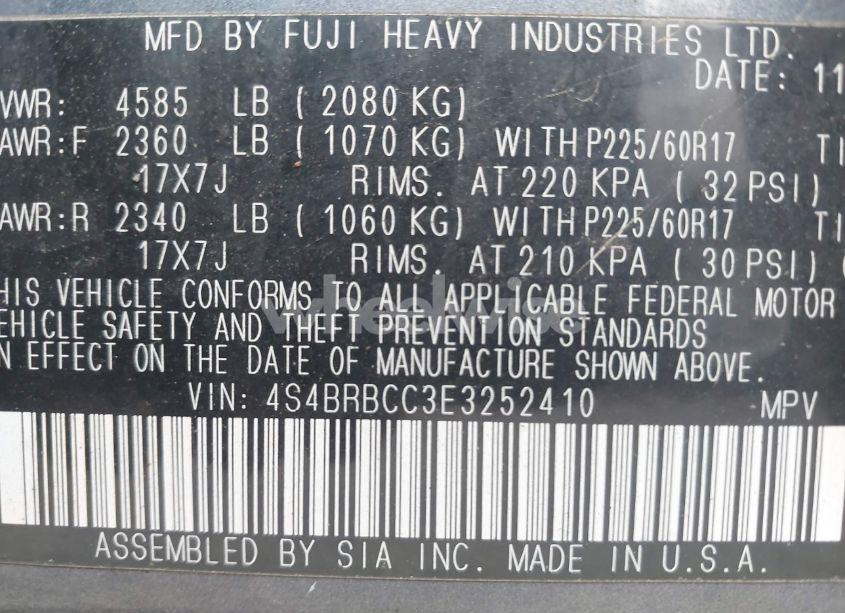 MFD BY FUJI HEAVY INDUSTRIES LTD.
DATE: 11
VWR: 4585 LB ( 2080 KG)
AWR:F 2360 LB ( 1070 KG) WITH P225/60R17 TI
17X7J RIMS. AT 220 KPA ( 32 PSI)
AWR:R 2340 LB ( 1060 KG) WITH P225/60R17 TI
17X7J RIMS. AT 210 KPA ( 30 PSI) (
HIS VEHICLE CONFORMS TO ALL APPLICABLE FEDERAL MOTOR
EHICLE SAFETY AND THEFT PREVENTION STANDARDS
N EFFECT ON THE DATE OF MANUFACTURE SHOWN ABOVE.
wheelwise
VIN: 4S4BRBCC3E3252410 MPV
ASSEMBLED BY SIA INC. MADE IN U.S.A.